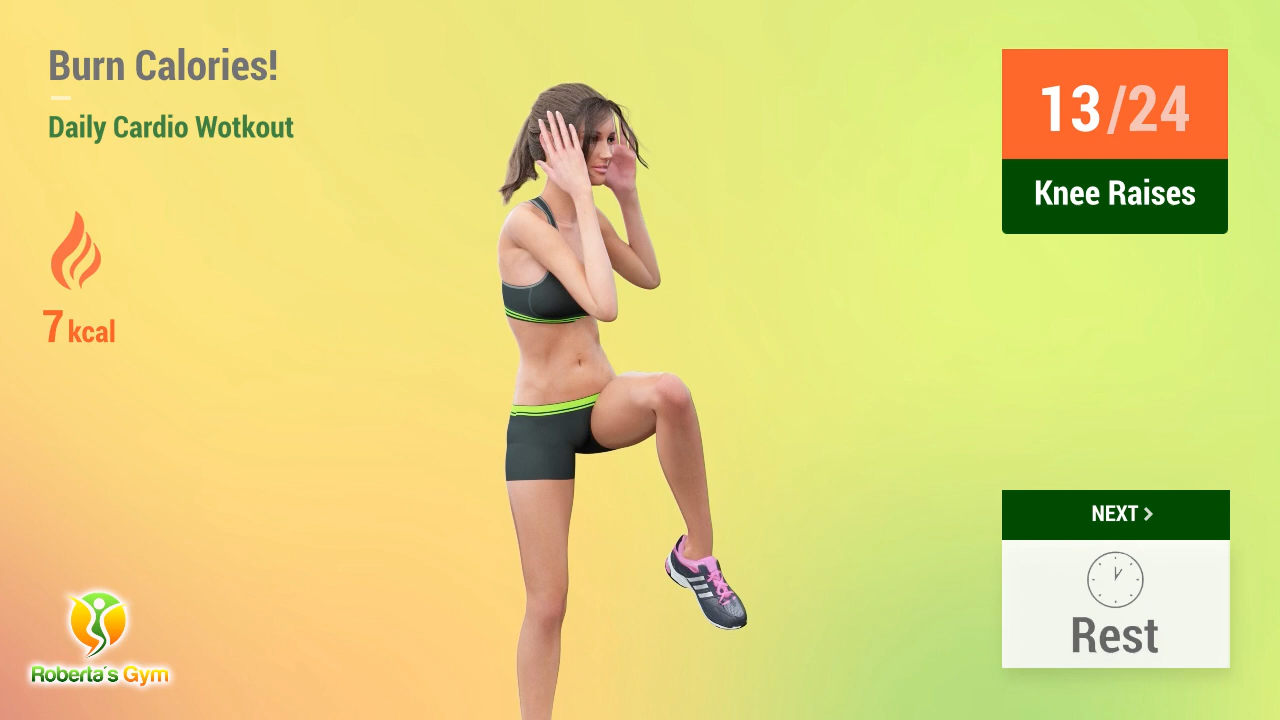 Burn Calories!
Daily Cardio Wotkout
7 kcal
13/24
Knee Raises
NEXT >
Rest
Roberta´s Gym